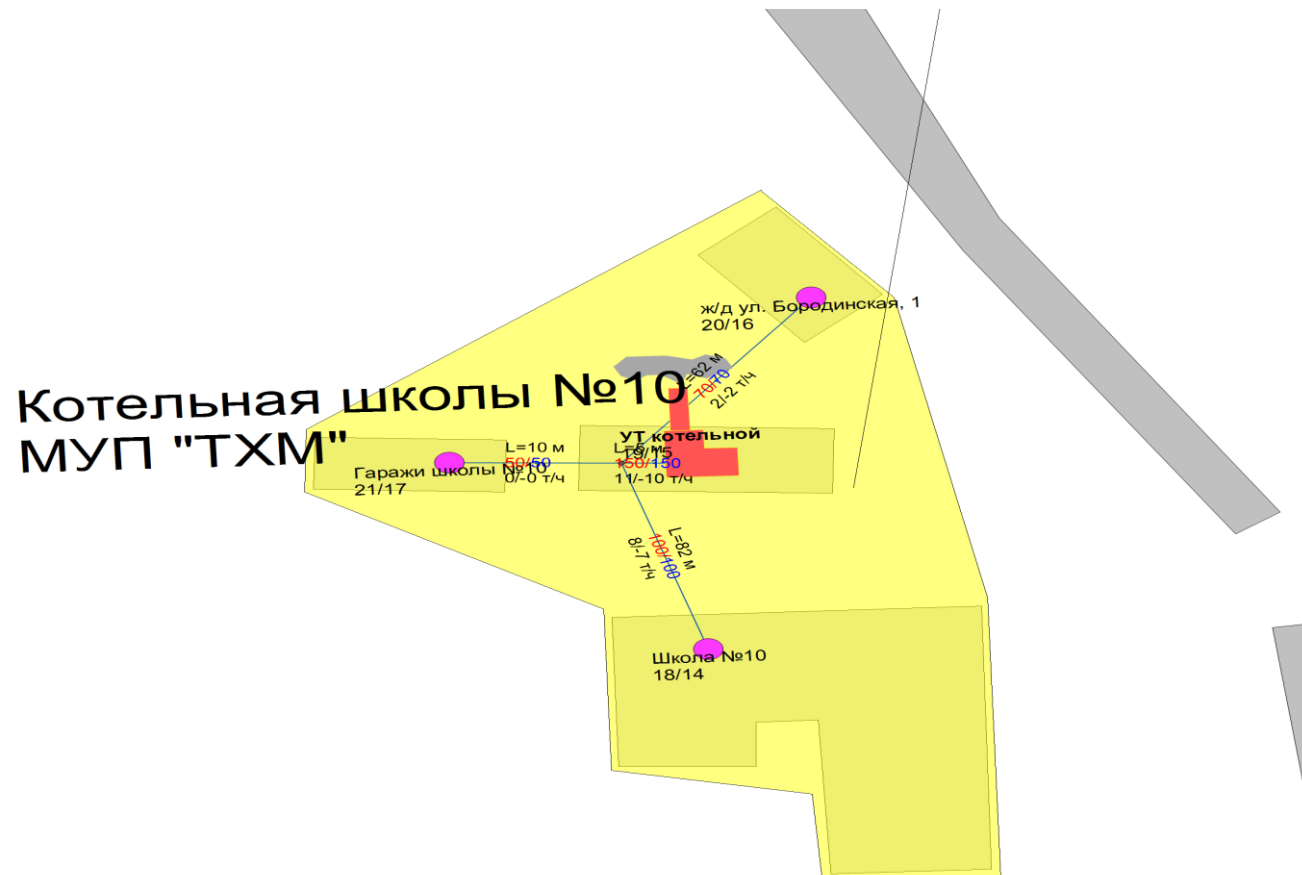 ж/д ул. Бородинская, 1
20/16
L=62 м
70/70
2/-2 т/ч
Котельная школы №10
МУП "ТХМ"
УТ котельной
19/15
L=10 м
50/50
0/-0 т/ч
L=5 м
150/150
11/-10 т/ч
Гаражи школы №10
21/17
L=82 м
100/100
8/-7 т/ч
Школа №10
18/14